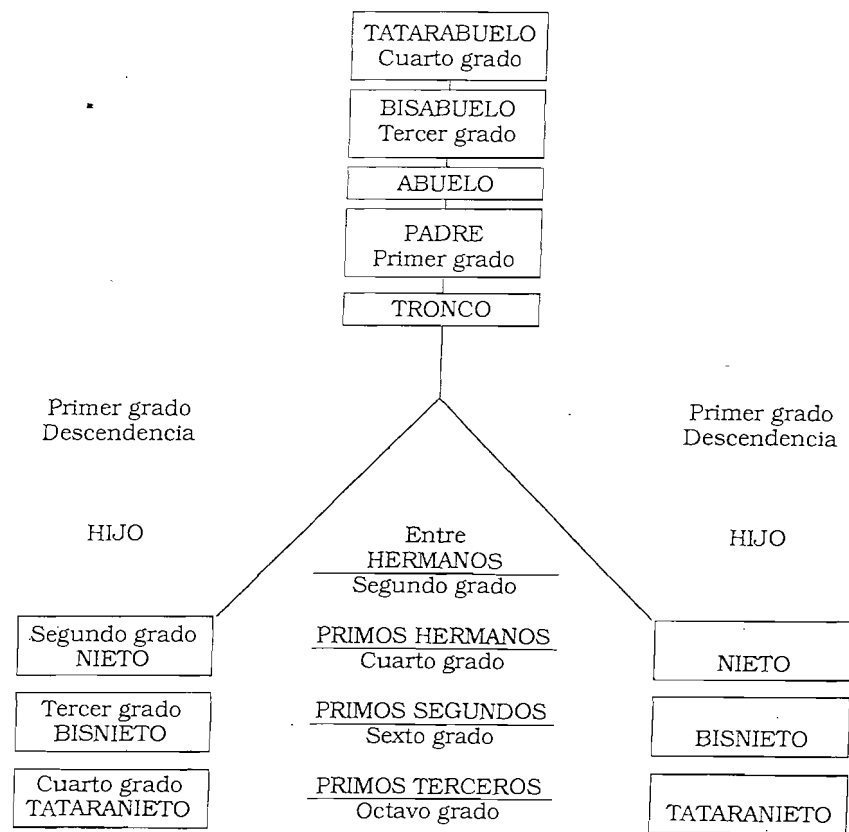 TATARABUELO
Cuarto grado
BISABUELO
Tercer grado
ABUELO
PADRE
Primer grado
TRONCO
Primer grado
Descendencia
Primer grado
Descendencia
HIJO
Entre
HERMANOS
Segundo grado
HIJO
Segundo grado
NIETO
PRIMOS HERMANOS
Cuarto grado
NIETO
Tercer grado
BISNIETO
PRIMOS SEGUNDOS
Sexto grado
BISNIETO
Cuarto grado
TATARANIETO
PRIMOS TERCEROS
Octavo grado
TATARANIETO